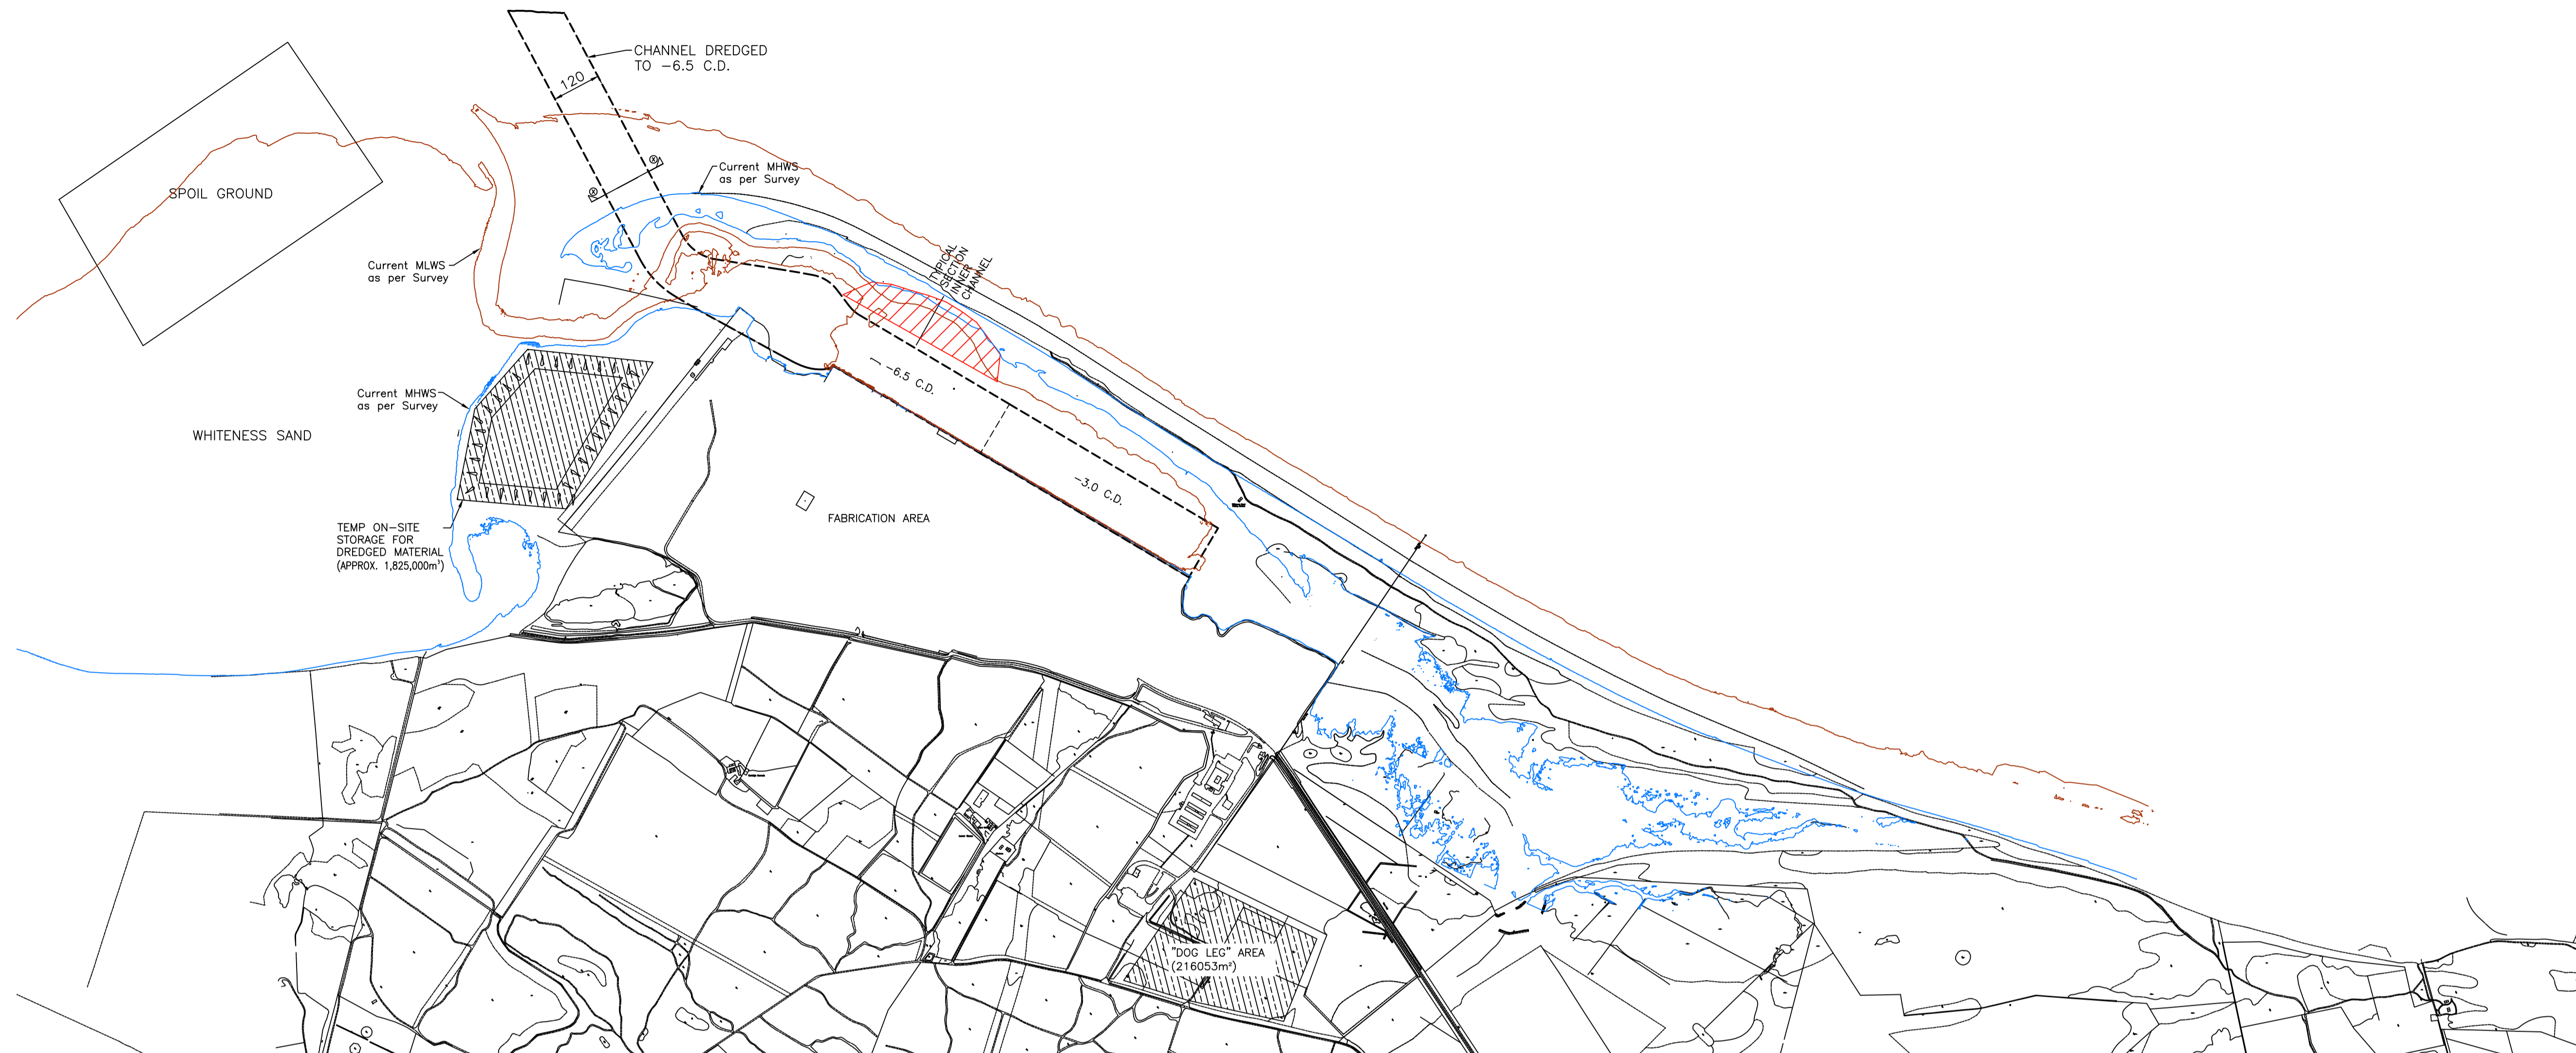 CHANNEL DREDGED
TO -6.5 C.D.
120
Current MHWS
as per Survey
SPOIL GROUND
Current MLWS
as per Survey
TYPICAL
SECTION
INNER
CHANNEL
-6.5 C.D.
Current MHWS
as per Survey
WHITENESS SAND
-3.0 C.D.
TEMP ON-SITE
STORAGE FOR
DREDGED MATERIAL
(APPROX. 1,825,000m³)
FABRICATION AREA
"DOG LEG" AREA
(216053m²)